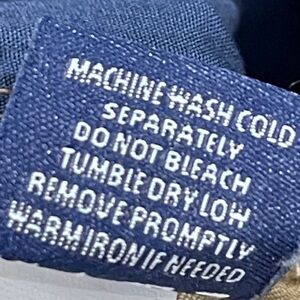 MACHINE WASH COLD
SEPARATELY
DO NOT BLEACH
TUMBLE DRY LOW
REMOVE PROMPTLY
WARM IRON IF NEEDED